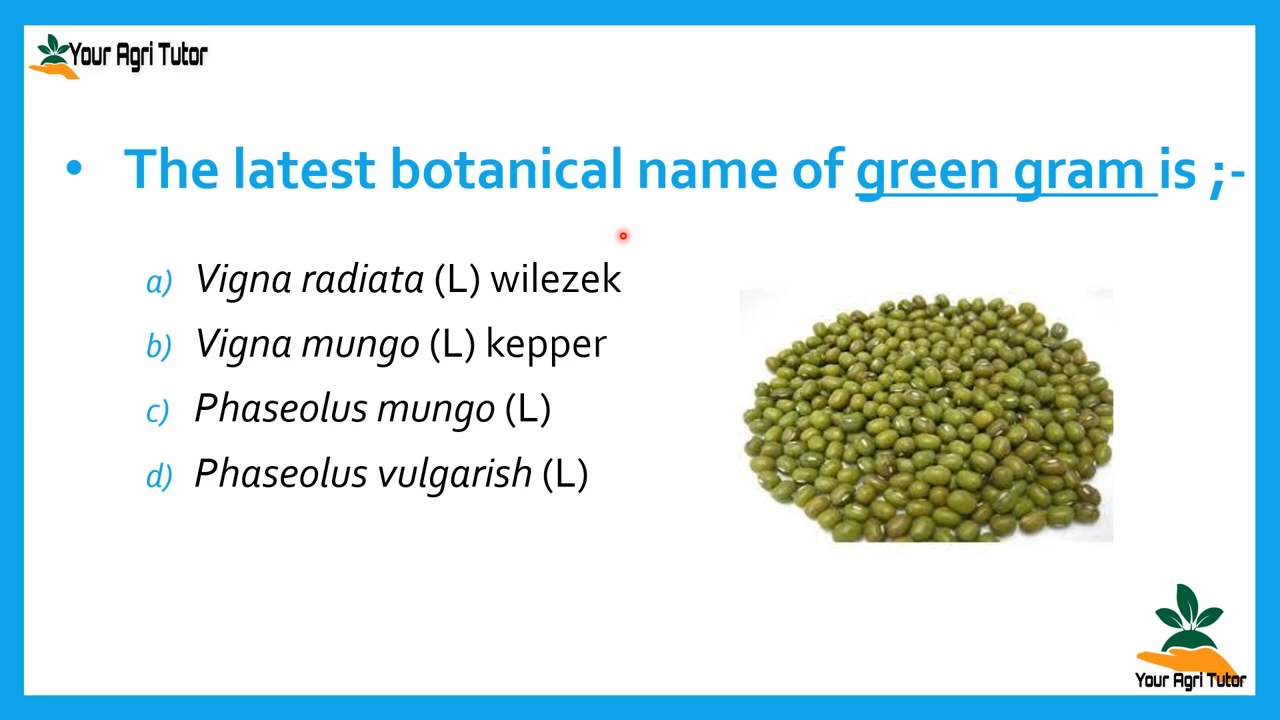 Your Agri Tutor
• The latest botanical name of green gram is ;-
a) Vigna radiata (L) wilezek
b) Vigna mungo (L) kepper
c) Phaseolus mungo (L)
d) Phaseolus vulgarish (L)
Your Agri Tutor